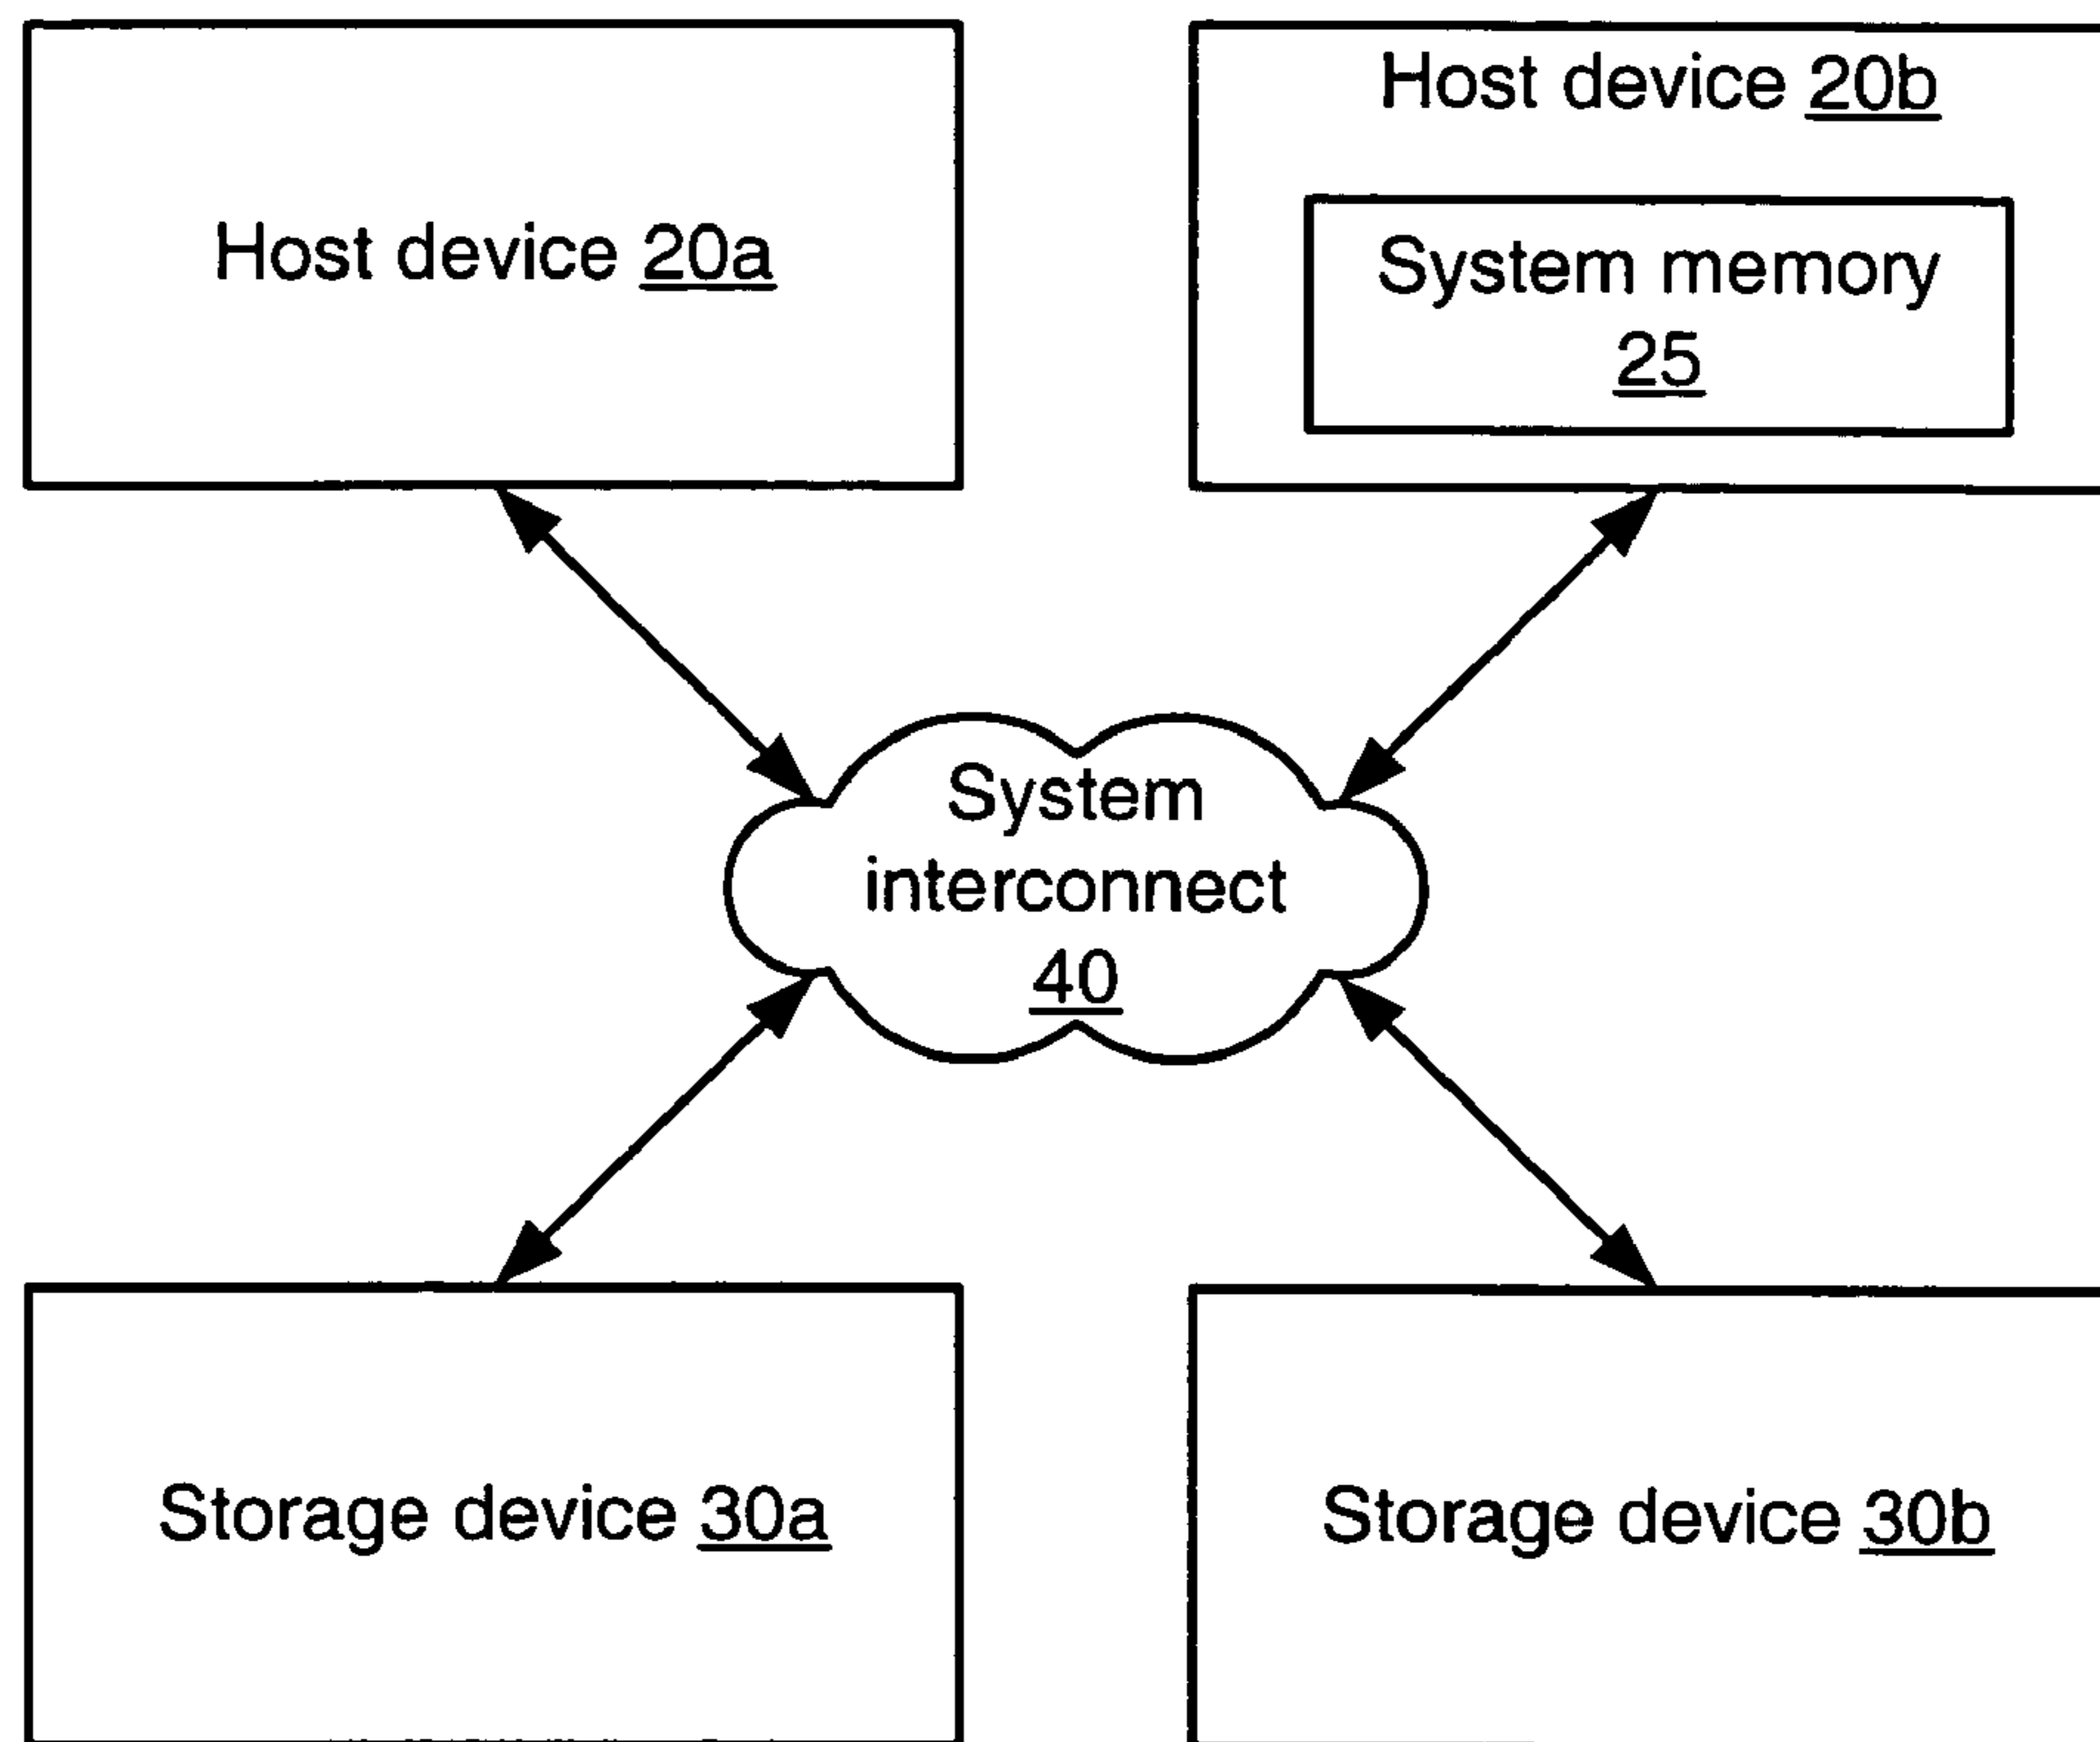 Host device 20a
Host device 20b
System memory
25
System
interconnect
40
Storage device 30a
Storage device 30b